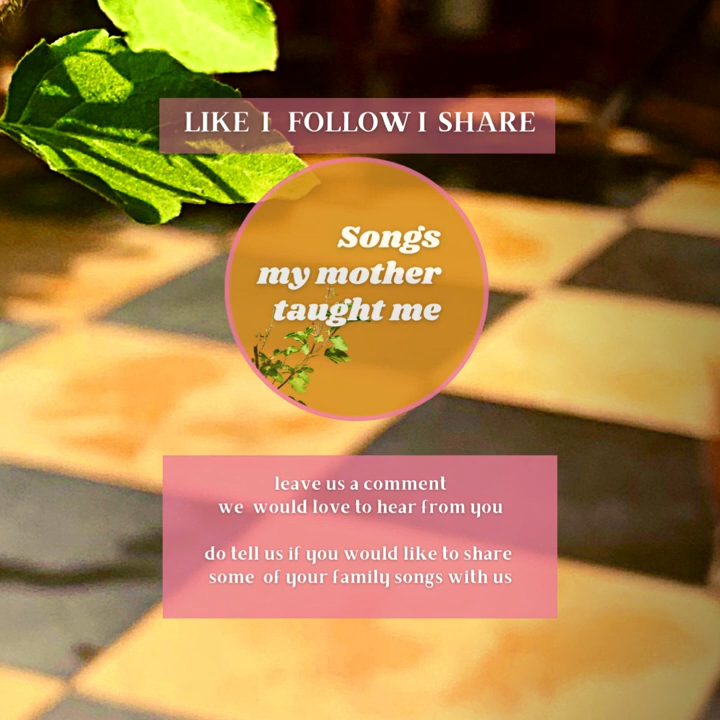 LIKE I FOLLOW I SHARE
Songs
my mother
taught me
leave us a comment
we would love to hear from you
do tell us if you would like to share
some of your family songs with us